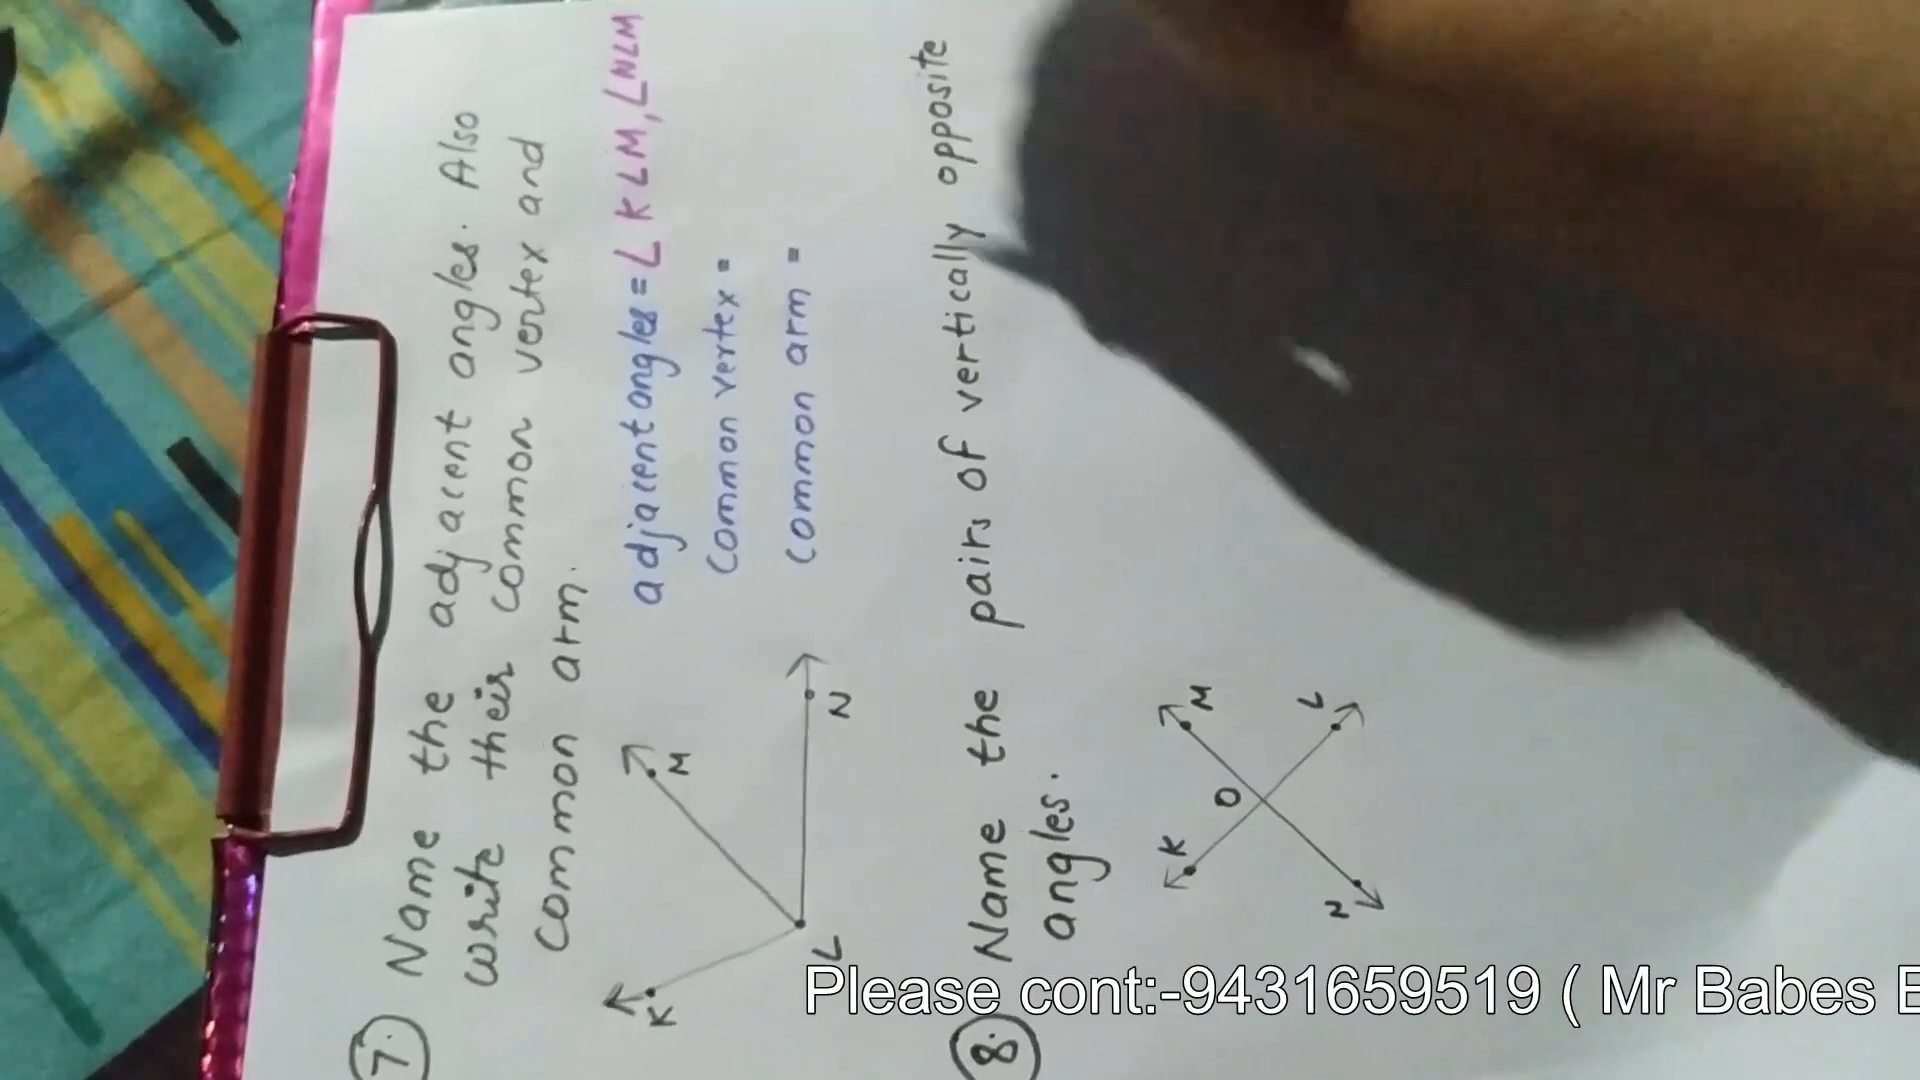 7. Name the adjacent angles. Also
write their common vertex and
common arm.
adjacent angles = ∠KLM, ∠NLM
Common vertex =
Common arm =
K
M
L
N
8. Name the pairs of vertically opposite
angles.
K
M
O
N
L
Please cont:-9431659519 ( Mr Babes